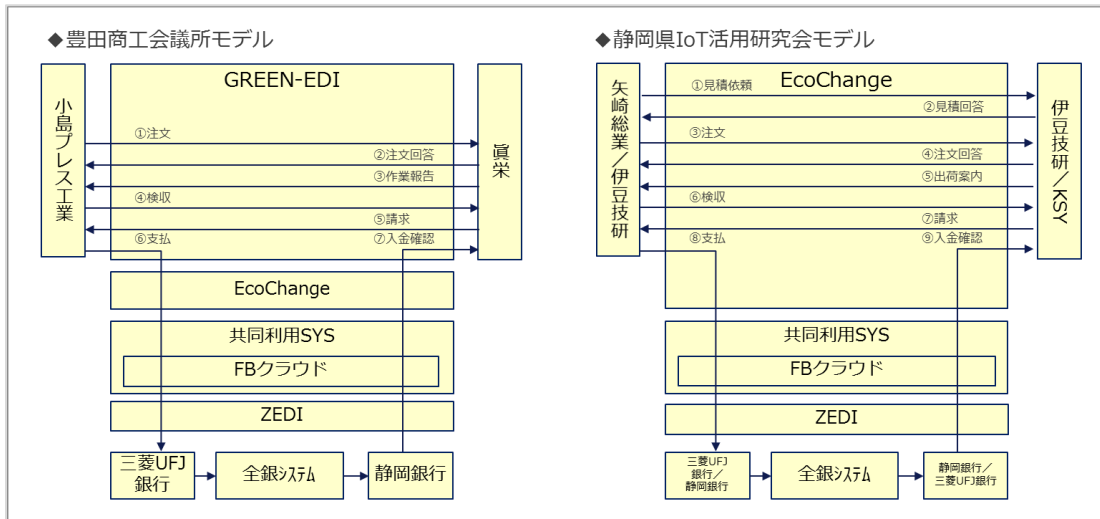 ◆豊田商工会議所モデル
GREEN-EDI
小島プレス工業
眞栄
①注文
②注文回答
③作業報告
④検収
⑤請求
⑥支払
⑦入金確認
EcoChange
共同利用SYS
FBクラウド
ZEDI
三菱UFJ
銀行
全銀ｼｽﾃﾑ
静岡銀行
◆静岡県IoT活用研究会モデル
EcoChange
矢崎総業／伊豆技研
伊豆技研／KSY
①見積依頼
②見積回答
③注文
④注文回答
⑤出荷案内
⑥検収
⑦請求
⑧支払
⑨入金確認
共同利用SYS
FBクラウド
ZEDI
三菱UFJ
銀行／
静岡銀行
全銀ｼｽﾃﾑ
静岡銀行／
三菱UFJ銀行